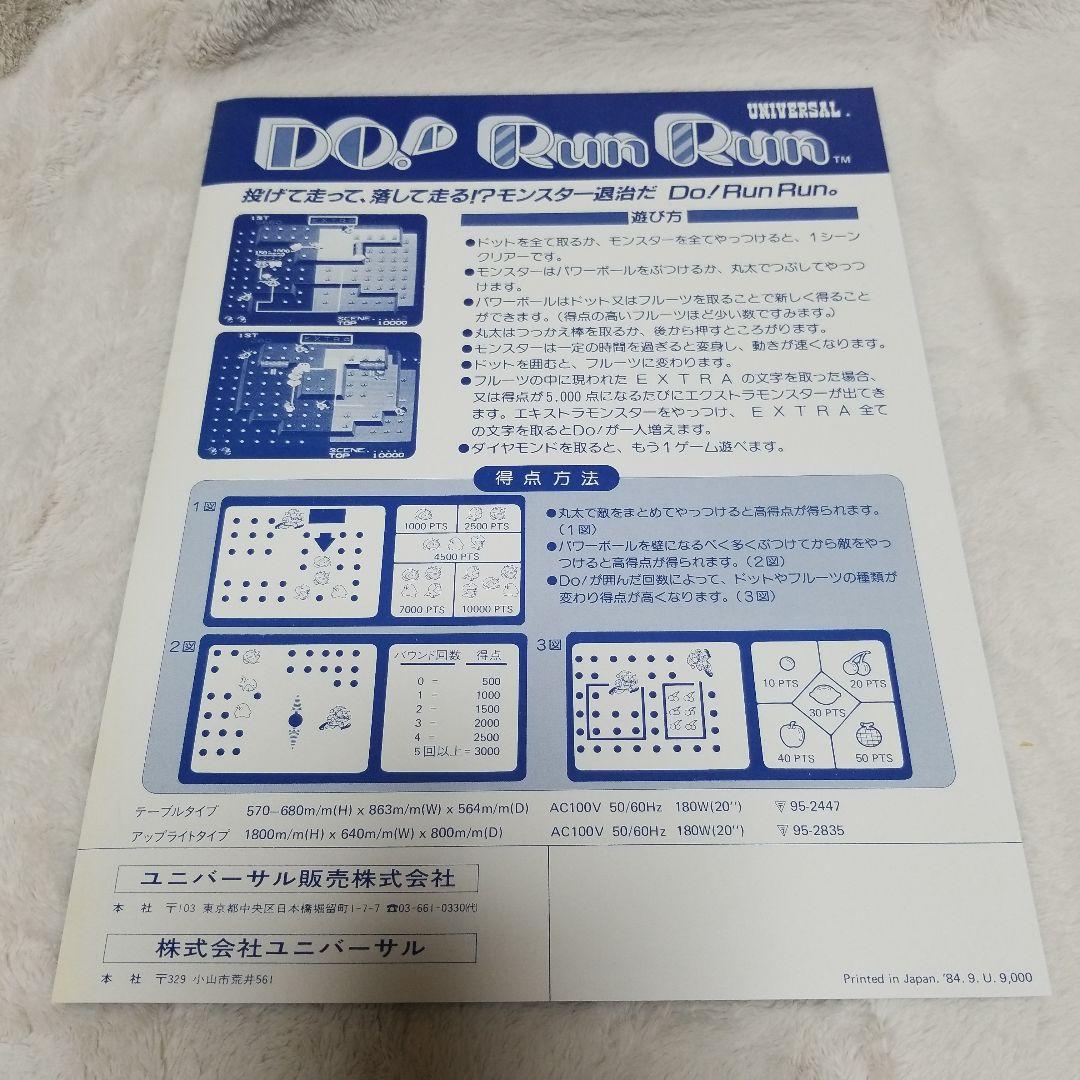 UNIVERSAL.
DO! Run Run TM
投げて走って、落して走る!?モンスター退治だ Do! Run Run。
遊び方
1ST
EXTRA
SCENE.....
TOP 10000
1ST
EXTRA
SCENE.....
TOP 10000
●ドットを全て取るか、モンスターを全てやっつけると、1シーン
クリアーです。
●モンスターはパワーボールをぶつけるか、丸太でつぶしてやっつ
けます。
●パワーボールはドット又はフルーツを取ることで新しく得ること
ができます。(得点の高いフルーツほど少い数ですみます。)
●丸太はつっかえ棒を取るか、後から押すところがります。
●モンスターは一定の時間を過ぎると変身し、動きが速くなります。
●ドットを囲むと、フルーツに変わります。
●フルーツの中に現われた EXTRA の文字を取った場合、
又は得点が5,000点になるたびにエクストラモンスターが出てき
ます。エキストラモンスターをやっつけ、 EXTRA 全て
の文字を取るとDo!が一人増えます。
●ダイヤモンドを取ると、もう1ゲーム遊べます。
得点方法
1図
1000 PTS 2500 PTS
4500 PTS
7000 PTS 10000 PTS
●丸太で敵をまとめてやっつけると高得点が得られます。
(1図)
●パワーボールを壁になるべく多くぶつけてから敵をやっ
つけると高得点が得られます。(2図)
●Do!が囲んだ回数によって、ドットやフルーツの種類が
変わり得点が高くなります。(3図)
2図
バウンド回数 得点
0 = 500
1 = 1000
2 = 1500
3 = 2000
4 = 2500
5回以上=3000
3図
10 PTS 20 PTS
30 PTS
40 PTS 50 PTS
テーブルタイプ 570–680m/m(H) x 863m/m(W) x 564m/m(D) AC100V 50/60Hz 180W(20") 95-2447
アップライトタイプ 1800m/m(H) x 640m/m(W) x 800m/m(D) AC100V 50/60Hz 180W(20") 95-2835
ユニバーサル販売株式会社
本 社 〒103 東京都中央区日本橋堀留町1-7-7 ☎03-661-0330(代)
株式会社ユニバーサル
本 社 〒329 小山市荒井561
Printed in Japan. '84. 9. U. 9,000